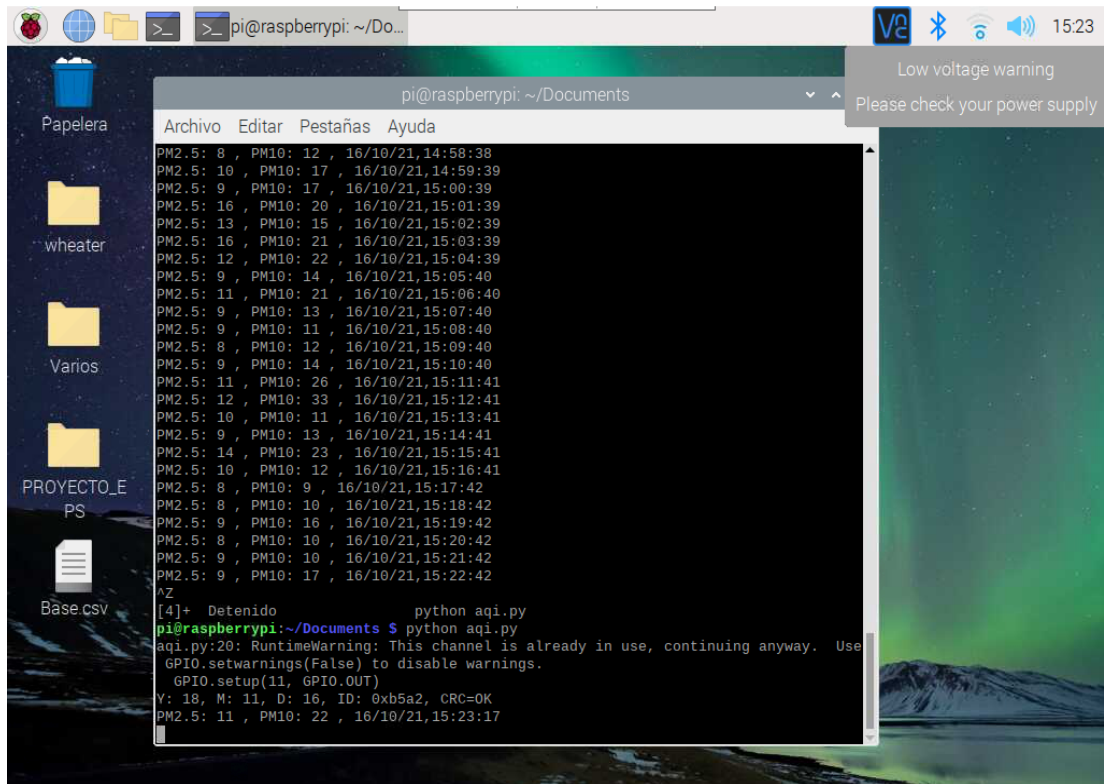 pi@raspberrypi: ~/Do...
15:23
Low voltage warning
Please check your power supply
Papelera
wheater
Varios
PROYECTO_E
PS
Base.csv
pi@raspberrypi: ~/Documents
Archivo Editar Pestañas Ayuda
PM2.5: 8 , PM10: 12 , 16/10/21,14:58:38
PM2.5: 10 , PM10: 17 , 16/10/21,14:59:39
PM2.5: 9 , PM10: 17 , 16/10/21,15:00:39
PM2.5: 16 , PM10: 20 , 16/10/21,15:01:39
PM2.5: 13 , PM10: 15 , 16/10/21,15:02:39
PM2.5: 16 , PM10: 21 , 16/10/21,15:03:39
PM2.5: 12 , PM10: 22 , 16/10/21,15:04:39
PM2.5: 9 , PM10: 14 , 16/10/21,15:05:40
PM2.5: 11 , PM10: 21 , 16/10/21,15:06:40
PM2.5: 9 , PM10: 13 , 16/10/21,15:07:40
PM2.5: 9 , PM10: 11 , 16/10/21,15:08:40
PM2.5: 8 , PM10: 12 , 16/10/21,15:09:40
PM2.5: 9 , PM10: 14 , 16/10/21,15:10:40
PM2.5: 11 , PM10: 26 , 16/10/21,15:11:41
PM2.5: 12 , PM10: 33 , 16/10/21,15:12:41
PM2.5: 10 , PM10: 11 , 16/10/21,15:13:41
PM2.5: 9 , PM10: 13 , 16/10/21,15:14:41
PM2.5: 14 , PM10: 23 , 16/10/21,15:15:41
PM2.5: 10 , PM10: 12 , 16/10/21,15:16:41
PM2.5: 8 , PM10: 9 , 16/10/21,15:17:42
PM2.5: 8 , PM10: 10 , 16/10/21,15:18:42
PM2.5: 9 , PM10: 16 , 16/10/21,15:19:42
PM2.5: 8 , PM10: 10 , 16/10/21,15:20:42
PM2.5: 9 , PM10: 10 , 16/10/21,15:21:42
PM2.5: 9 , PM10: 17 , 16/10/21,15:22:42
^Z
[4]+ Detenido python aqi.py
pi@raspberrypi:~/Documents $ python aqi.py
aqi.py:20: RuntimeWarning: This channel is already in use, continuing anyway. Use
GPIO.setwarnings(False) to disable warnings.
GPIO.setup(11, GPIO.OUT)
Y: 18, M: 11, D: 16, ID: 0xb5a2, CRC=OK
PM2.5: 11 , PM10: 22 , 16/10/21,15:23:17